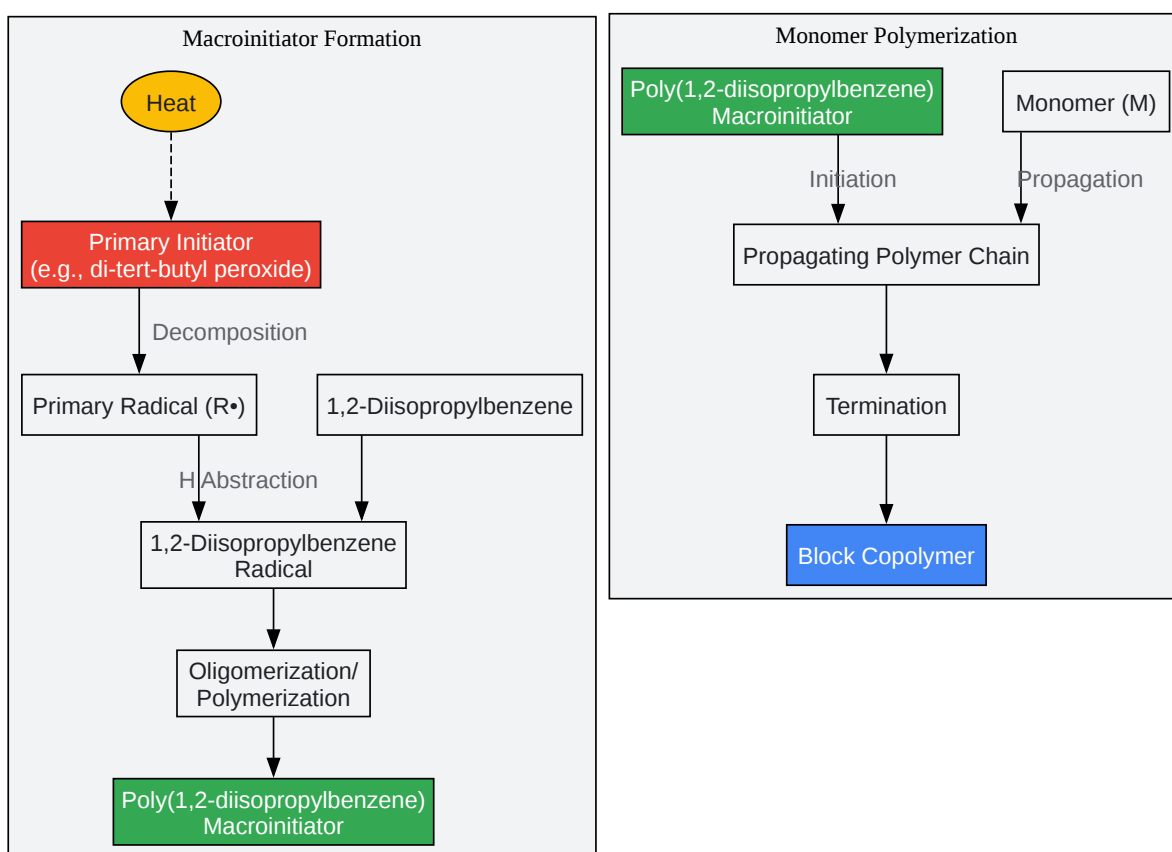 Macroinitiator Formation
Heat
Primary Initiator
(e.g., di-tert-butyl peroxide)
Decomposition
Primary Radical (R•)
1,2-Diisopropylbenzene
H Abstraction
1,2-Diisopropylbenzene
Radical
Oligomerization/
Polymerization
Poly(1,2-diisopropylbenzene)
Macroinitiator
Monomer Polymerization
Poly(1,2-diisopropylbenzene)
Macroinitiator
Monomer (M)
Initiation
Propagation
Propagating Polymer Chain
Termination
Block Copolymer